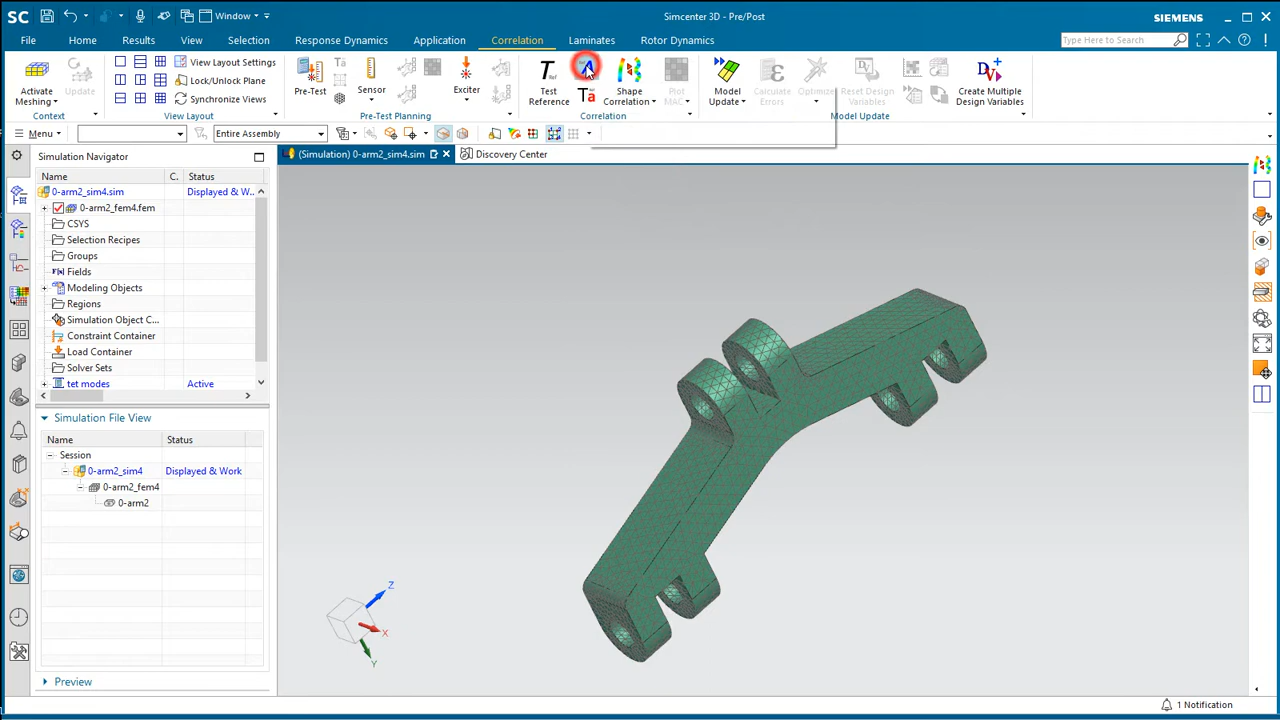 SC
Window
Simcenter 3D - Pre/Post
SIEMENS
File
Home
Results
View
Selection
Response Dynamics
Application
Correlation
Laminates
Rotor Dynamics
Type Here to Search
Activate Meshing
Update
View Layout Settings
Lock/Unlock Plane
Synchronize Views
Pre-Test
Sensor
Exciter
Test Reference
Shape Correlation
Plot MAC
Model Update
Calculate Errors
Optimize
Reset Design Variables
Create Multiple Design Variables
Context
View Layout
Pre-Test Planning
Correlation
Model Update
Menu
Entire Assembly
Simulation Navigator
(Simulation) 0-arm2_sim4.sim
Discovery Center
Name
C.
Status
0-arm2_sim4.sim
Displayed & W..
0-arm2_fem4.fem
CSYS
Selection Recipes
Groups
Fields
Modeling Objects
Regions
Simulation Object C...
Constraint Container
Load Container
Solver Sets
tet modes
Active
Simulation File View
Name
Status
Session
0-arm2_sim4
Displayed & Work
0-arm2_fem4
0-arm2
Preview
Z
X
Y
1 Notification